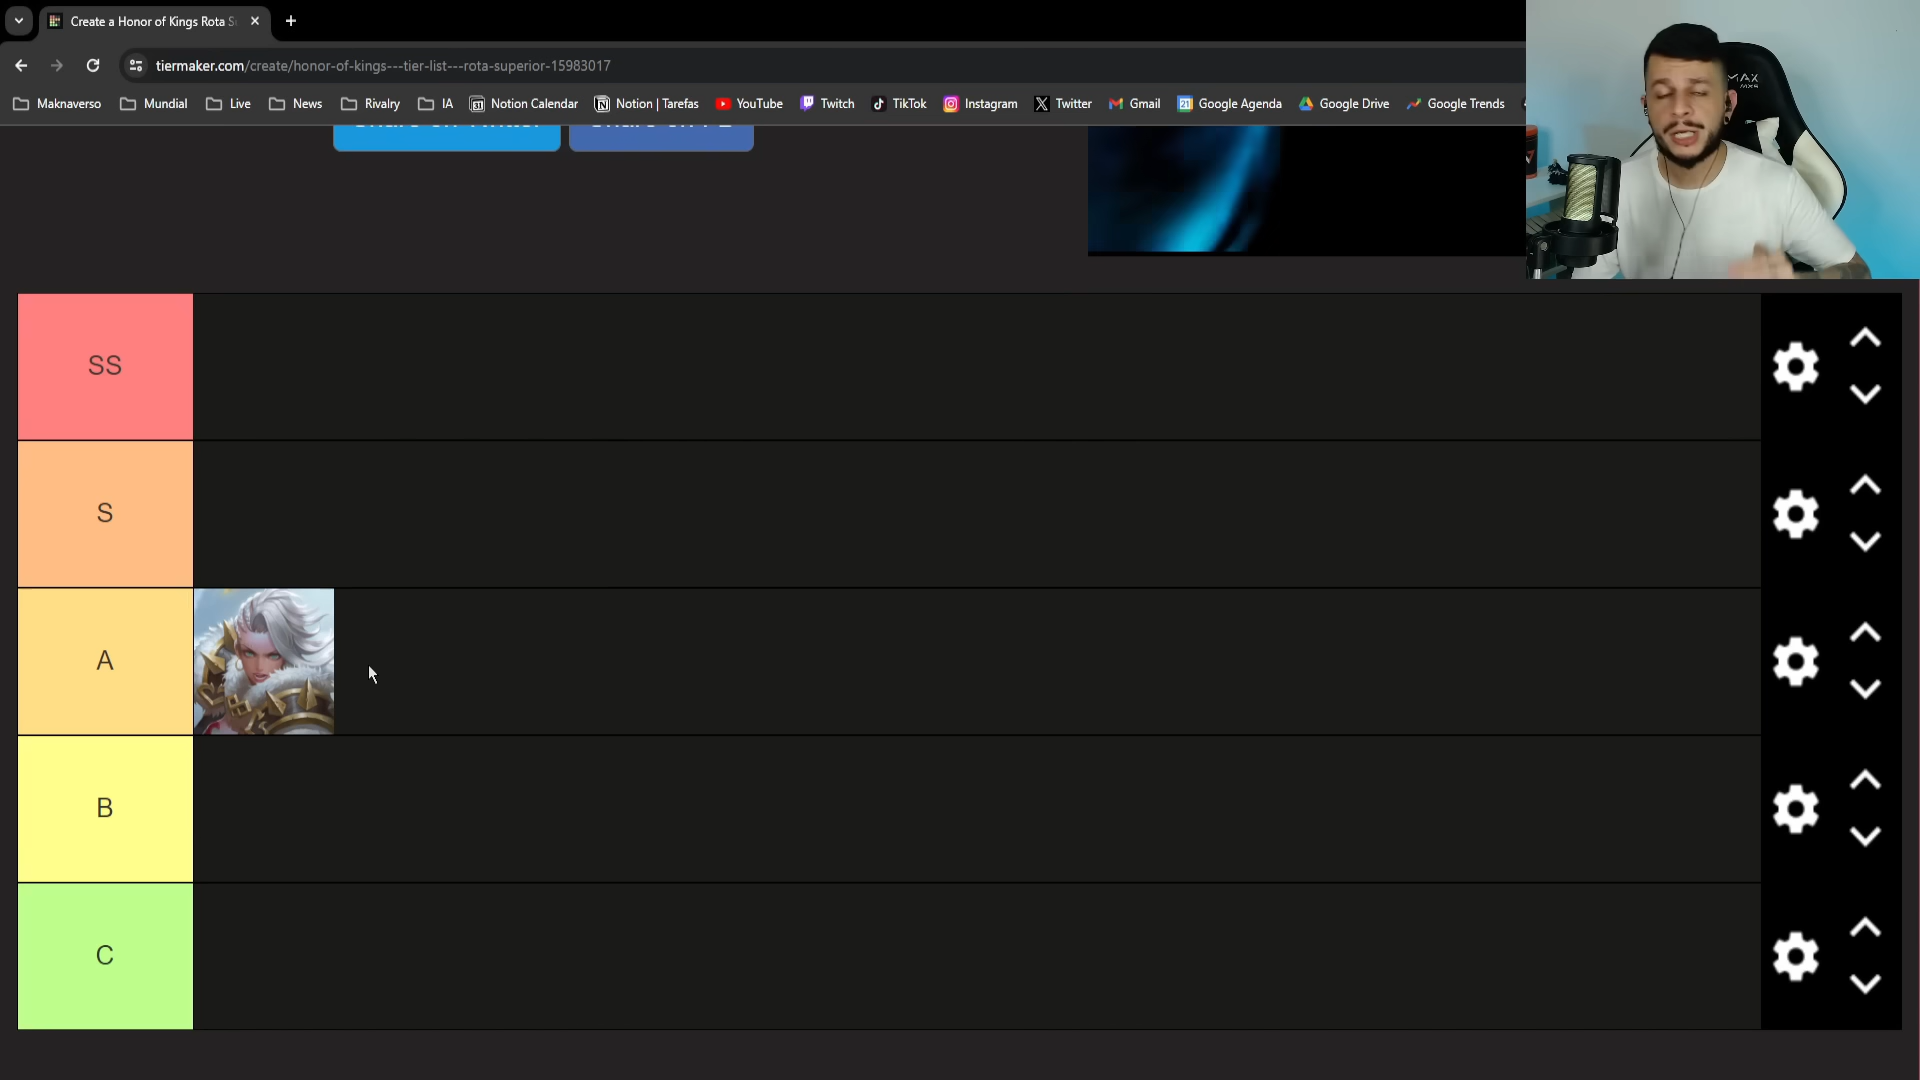 Create a Honor of Kings Rota S
tiermaker.com/create/honor-of-kings---tier-list---rota-superior-15983017
Maknaverso Mundial Live News Rivalry IA Notion Calendar Notion | Tarefas YouTube Twitch TikTok Instagram Twitter Gmail Google Agenda Google Drive Google Trends
MAX
SS
S
A
B
C